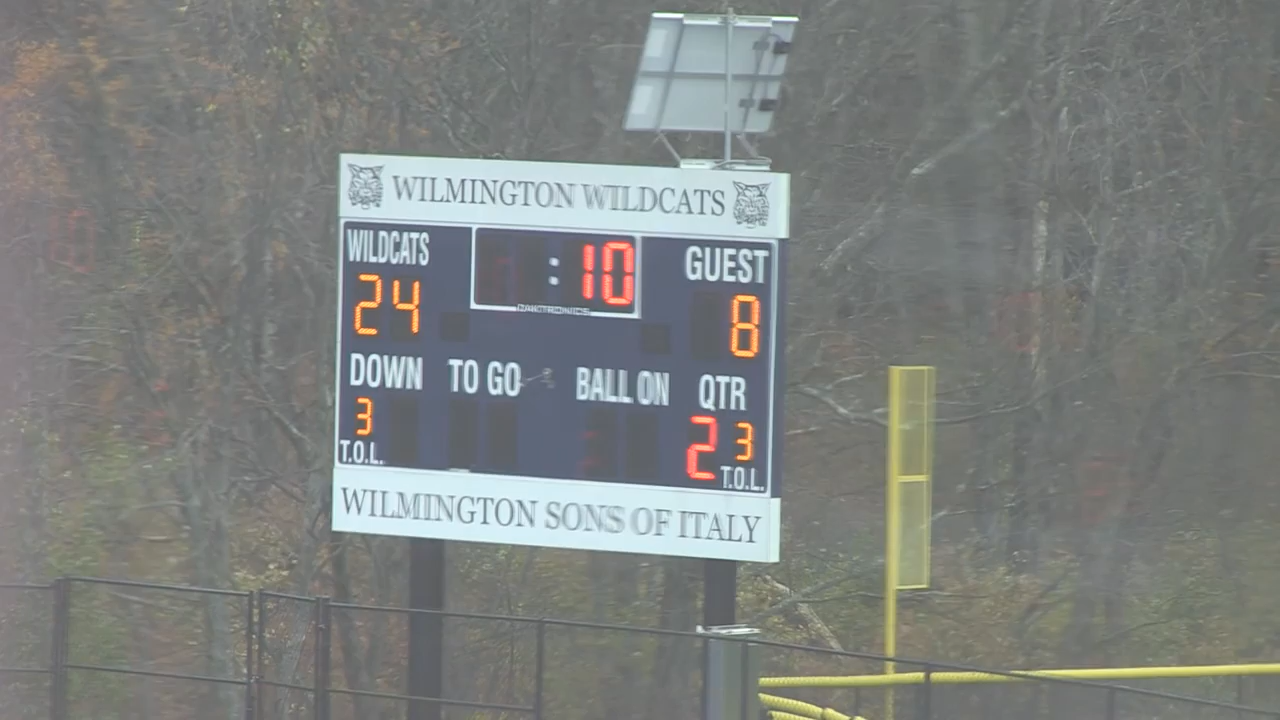 WILMINGTON WILDCATS
WILDCATS :10 GUEST
DAKTRONICS
24 8
DOWN TO GO BALL ON QTR
3 2 3
T.O.L. T.O.L.
WILMINGTON SONS OF ITALY